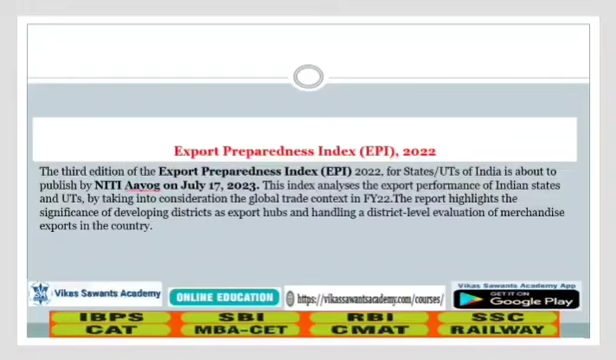 Export Preparedness Index (EPI), 2022
The third edition of the Export Preparedness Index (EPI) 2022, for States/UTs of India is about to
publish by NITI Aayog on July 17, 2023. This index analyses the export performance of Indian states
and UTs, by taking into consideration the global trade context in FY22.The report highlights the
significance of developing districts as export hubs and handling a district-level evaluation of merchandise
exports in the country.
Vikas Sawants Academy
ONLINE EDUCATION
https://vikassawantsacademy.com/courses/
Vikas Sawants Academy App
GET IT ON
Google Play
IBPS SBI RBI SSC
CAT MBA-CET CMAT RAILWAY